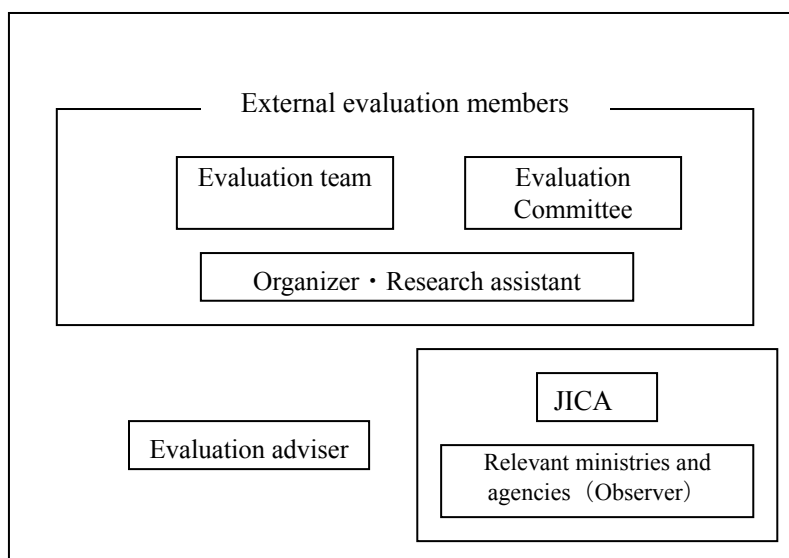 External evaluation members
Evaluation team
Evaluation
Committee
Organizer・Research assistant
JICA
Evaluation adviser
Relevant ministries and
agencies（Observer）